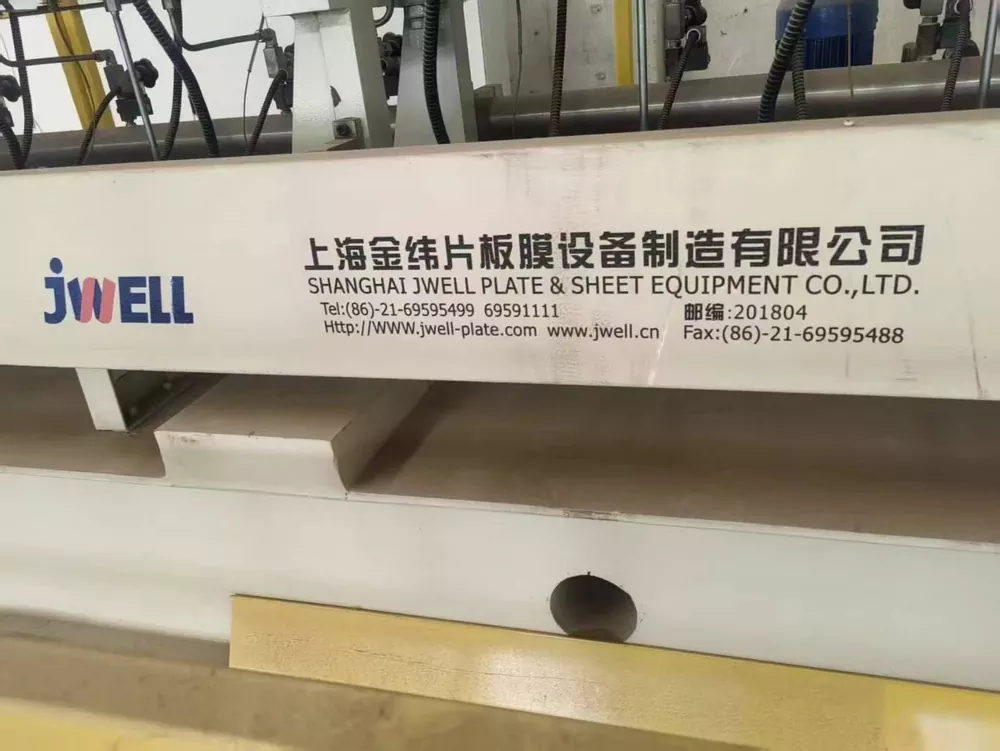 jWELL
上海金纬片板膜设备制造有限公司
SHANGHAI JWELL PLATE & SHEET EQUIPMENT CO.,LTD.
Tel:(86)-21-69595499 69591111 邮编:201804
Http://WWW.jwell-plate.com www.jwell.cn Fax:(86)-21-69595488